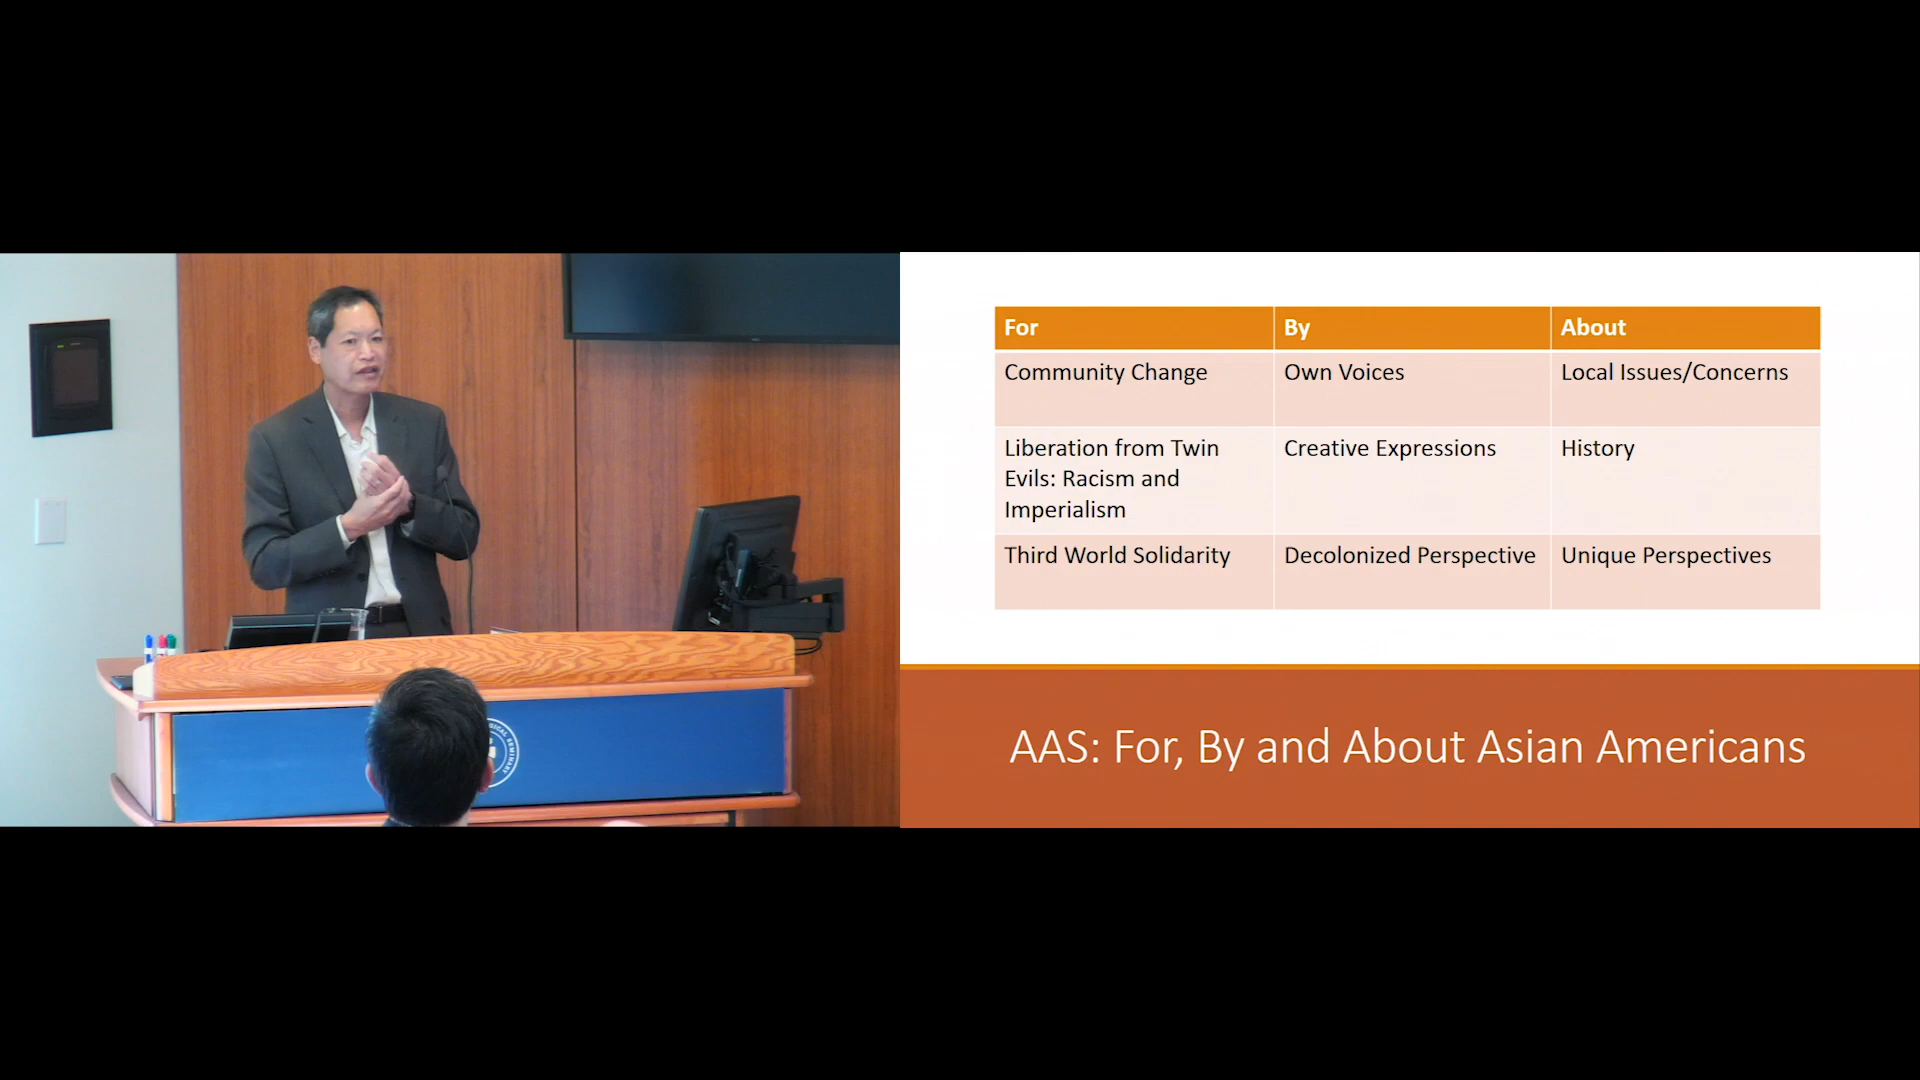 For
By
About
Community Change
Own Voices
Local Issues/Concerns
Liberation from Twin
Evils: Racism and
Imperialism
Creative Expressions
History
Third World Solidarity
Decolonized Perspective
Unique Perspectives
AAS: For, By and About Asian Americans